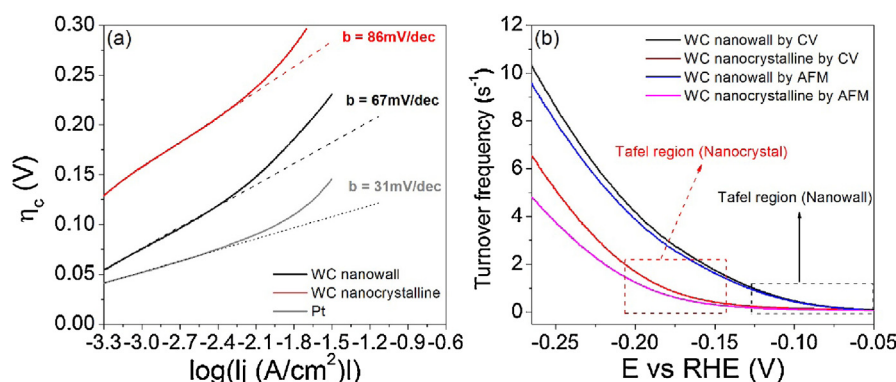 (a)
b = 86mV/dec
b = 67mV/dec
b = 31mV/dec
WC nanowall
WC nanocrystalline
Pt
0.30
0.25
0.20
0.15
0.10
0.05
0.00
ηc (V)
-3.3 -3.0 -2.7 -2.4 -2.1 -1.8 -1.5 -1.2 -0.9 -0.6
log(Ij (A/cm²)I)
(b)
WC nanowall by CV
WC nanocrystalline by CV
WC nanowall by AFM
WC nanocrystalline by AFM
Tafel region (Nanocrystal)
Tafel region (Nanowall)
12
10
8
6
4
2
0
Turnover frequency (s⁻¹)
-0.25 -0.20 -0.15 -0.10 -0.05
E vs RHE (V)